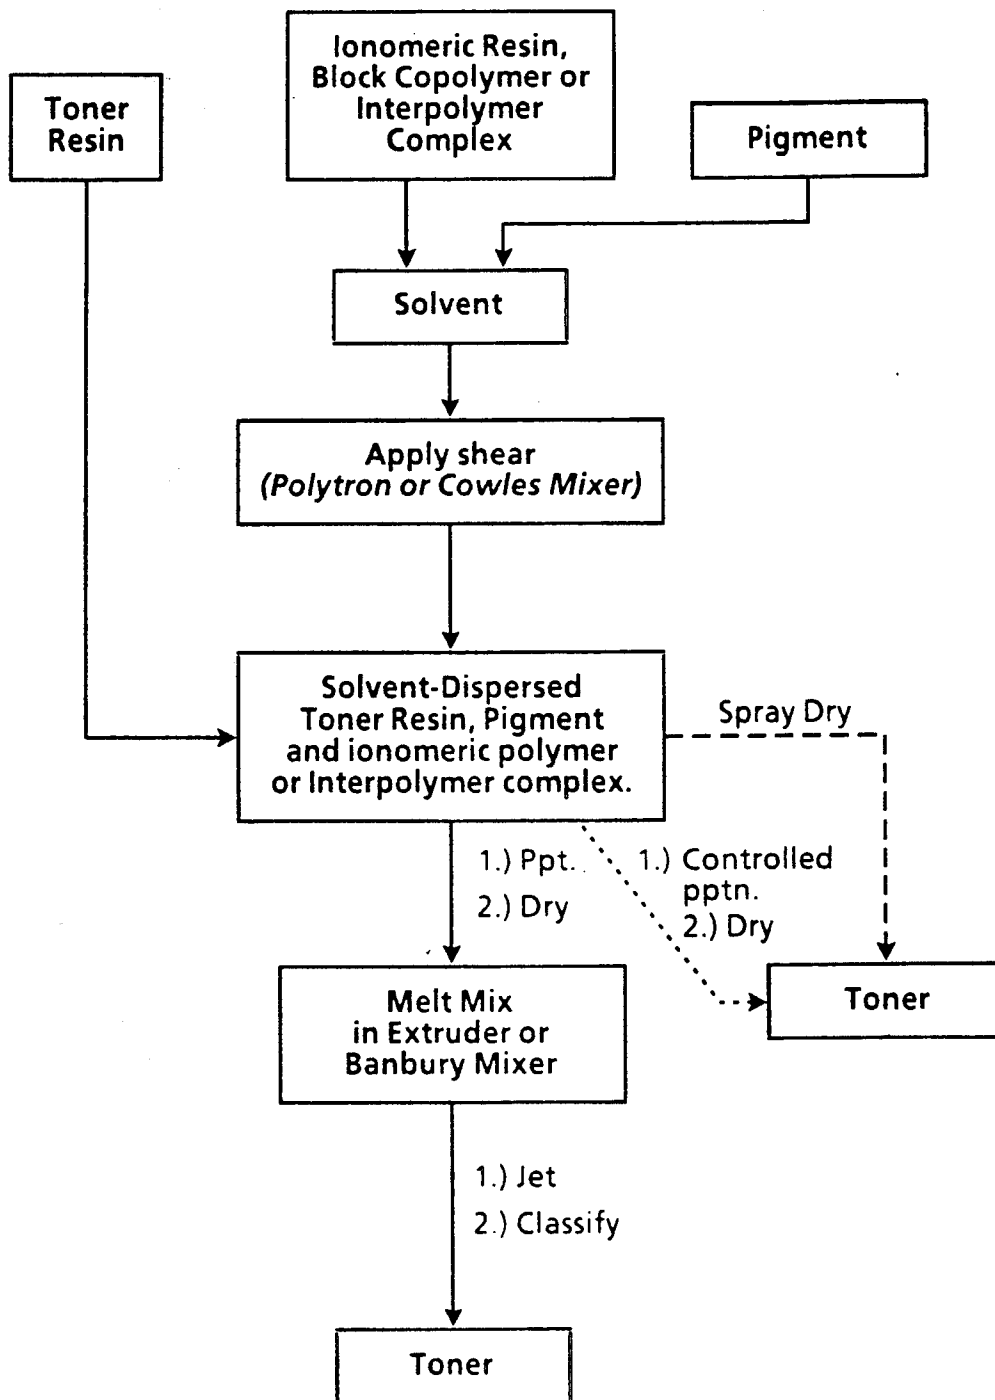 Ionomeric Resin,
Block Copolymer or
Interpolymer
Complex
Toner
Resin
Pigment
Solvent
Apply shear
(Polytron or Cowles Mixer)
Solvent-Dispersed
Toner Resin, Pigment
and ionomeric polymer
or Interpolymer complex.
Spray Dry
1.) Ppt.
2.) Dry
1.) Controlled
pptn.
2.) Dry
Toner
Melt Mix
in Extruder or
Banbury Mixer
1.) Jet
2.) Classify
Toner